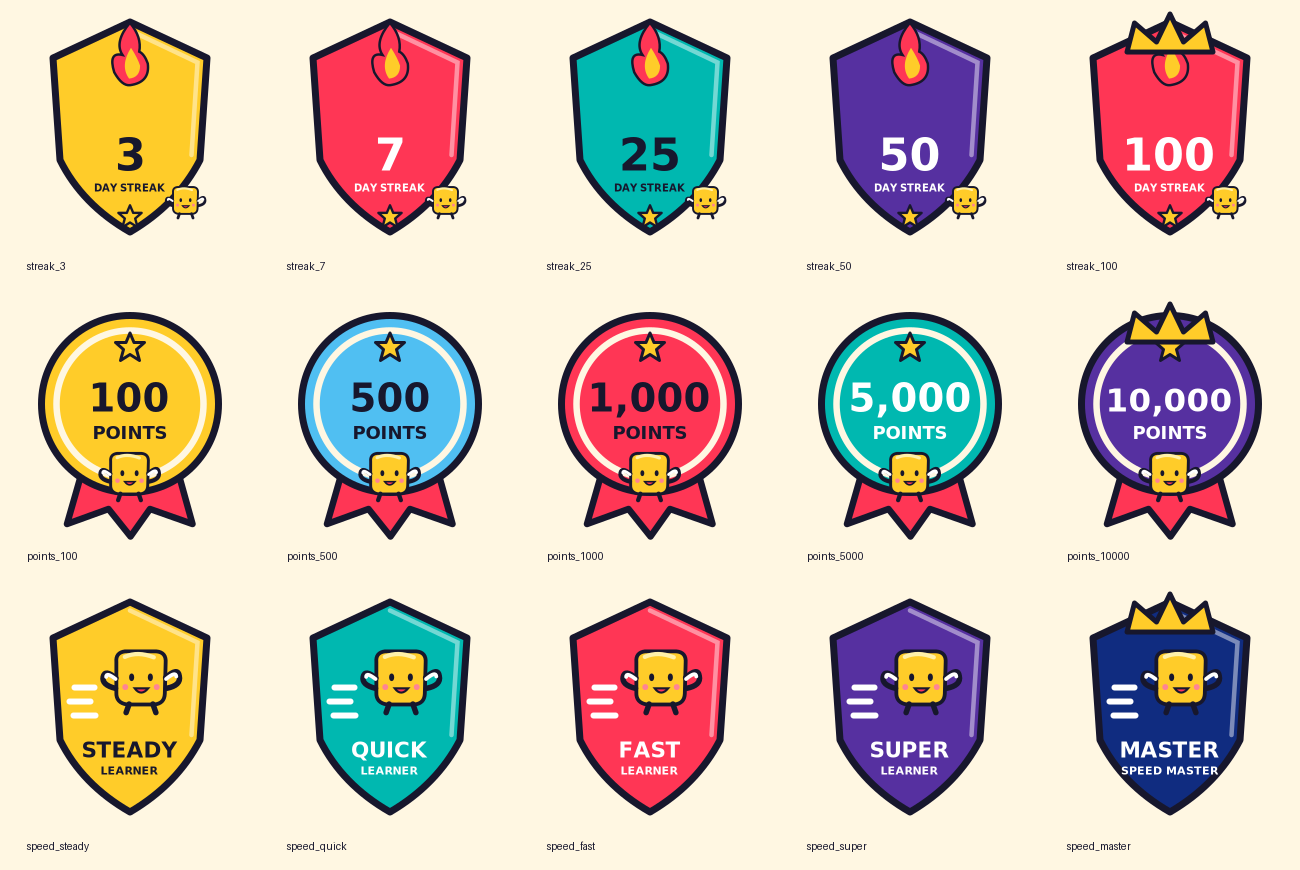 3
DAY STREAK
streak_3
7
DAY STREAK
streak_7
25
DAY STREAK
streak_25
50
DAY STREAK
streak_50
100
DAY STREAK
streak_100
100
POINTS
points_100
500
POINTS
points_500
1,000
POINTS
points_1000
5,000
POINTS
points_5000
10,000
POINTS
points_10000
STEADY
LEARNER
speed_steady
QUICK
LEARNER
speed_quick
FAST
LEARNER
speed_fast
SUPER
LEARNER
speed_super
MASTER
SPEED MASTER
speed_master